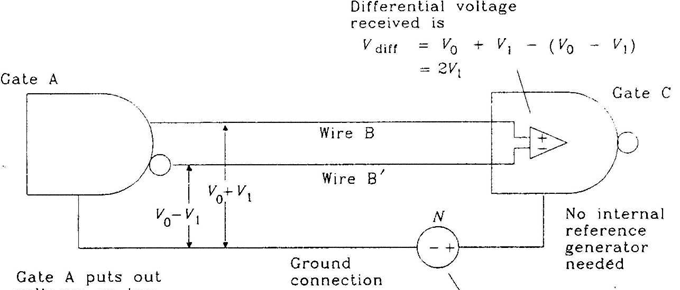 Differential voltage
received is
V diff = V0 + V1 - (V0 - V1)
= 2V1
Gate A
Gate C
Wire B
Wire B′
V0+V1
V0-V1
N
- +
+
-
No internal
reference
generator
needed
Ground
connection
Gate A puts out